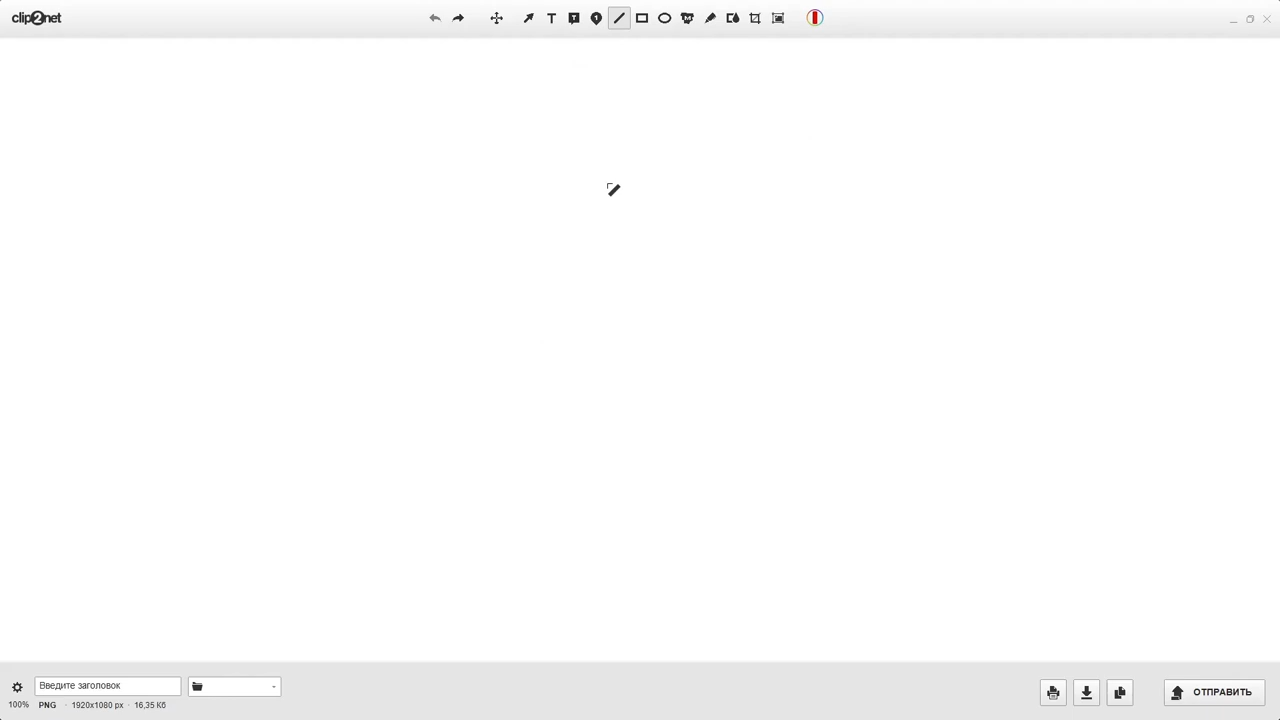 clip2net
Введите заголовок
100% PNG · 1920x1080 px · 16,35 Кб
ОТПРАВИТЬ